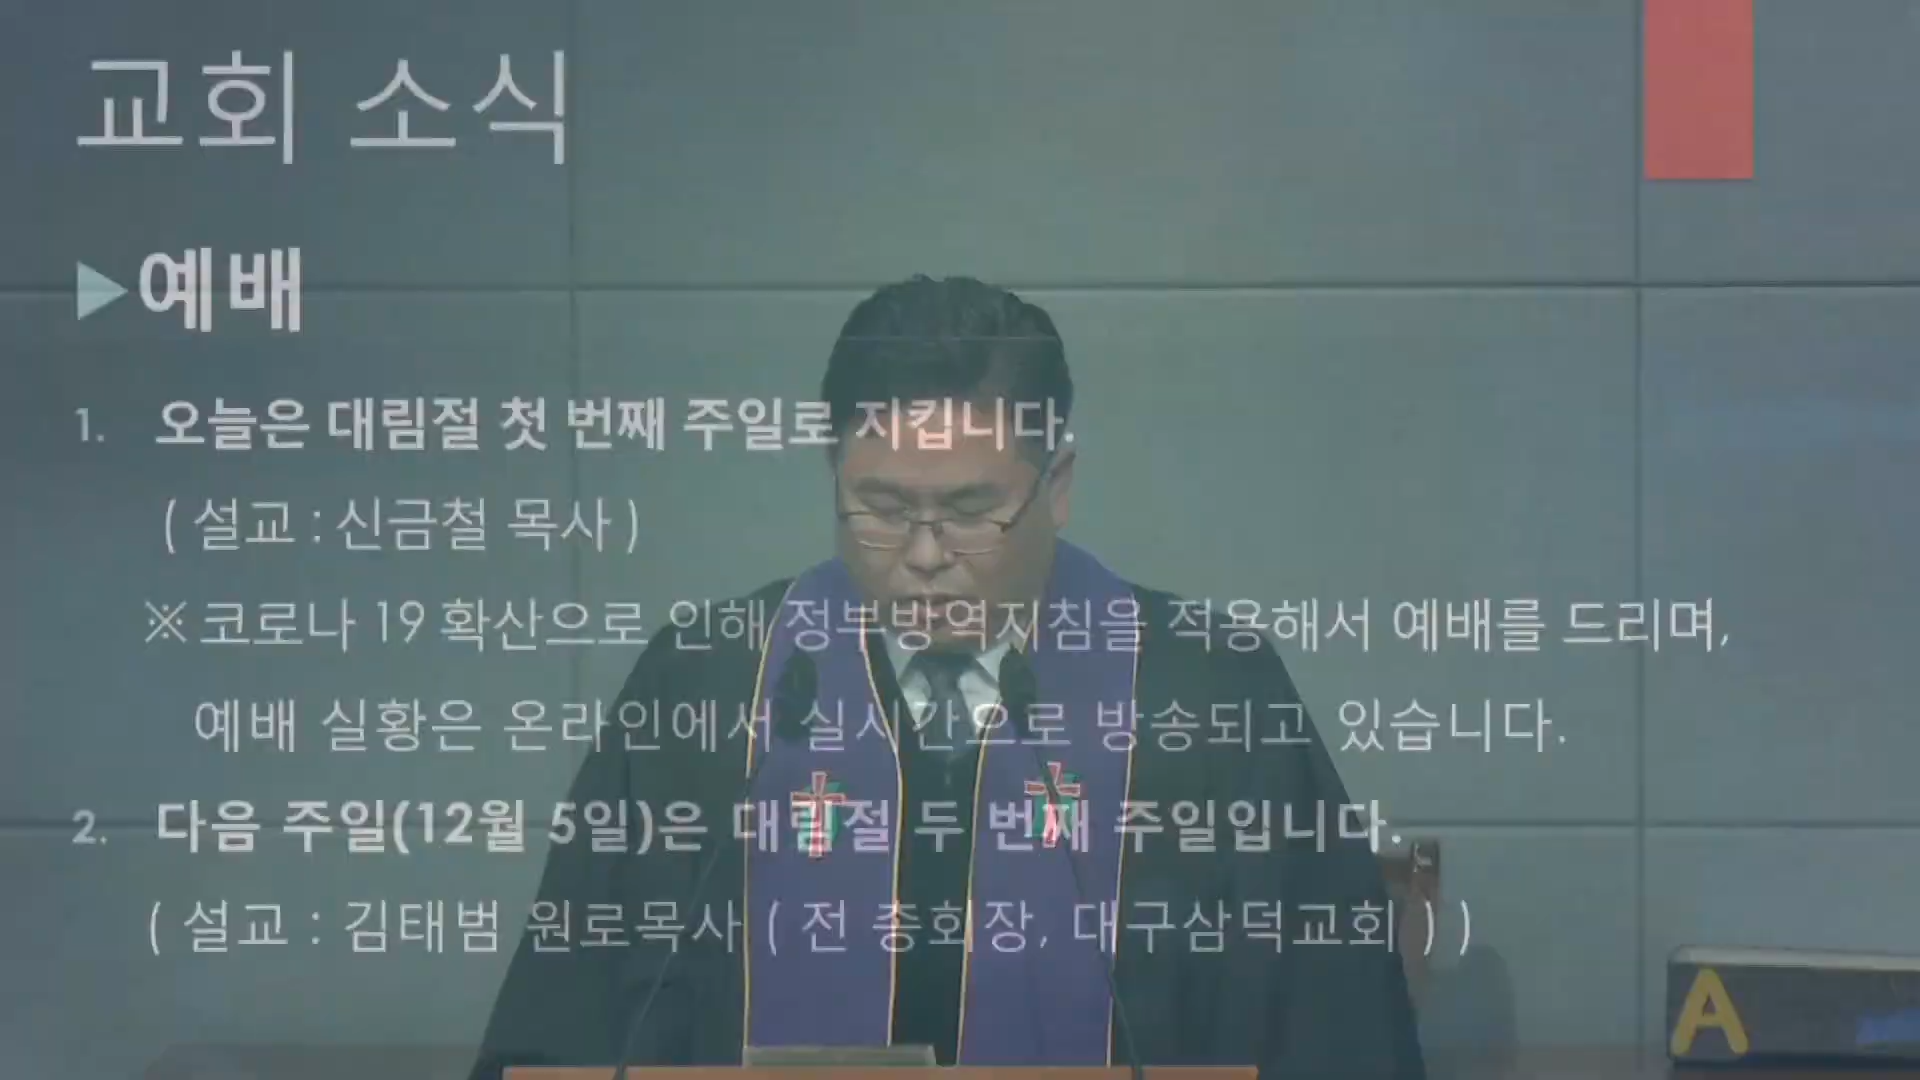 교회 소식
▶예배
1. 오늘은 대림절 첫 번째 주일로 지킵니다.
( 설교 : 신금철 목사 )
※ 코로나 19 확산으로 인해 정부방역지침을 적용해서 예배를 드리며,
예배 실황은 온라인에서 실시간으로 방송되고 있습니다.
2. 다음 주일(12월 5일)은 대림절 두 번째 주일입니다.
( 설교 : 김태범 원로목사 ( 전 총회장, 대구삼덕교회 ) )
A